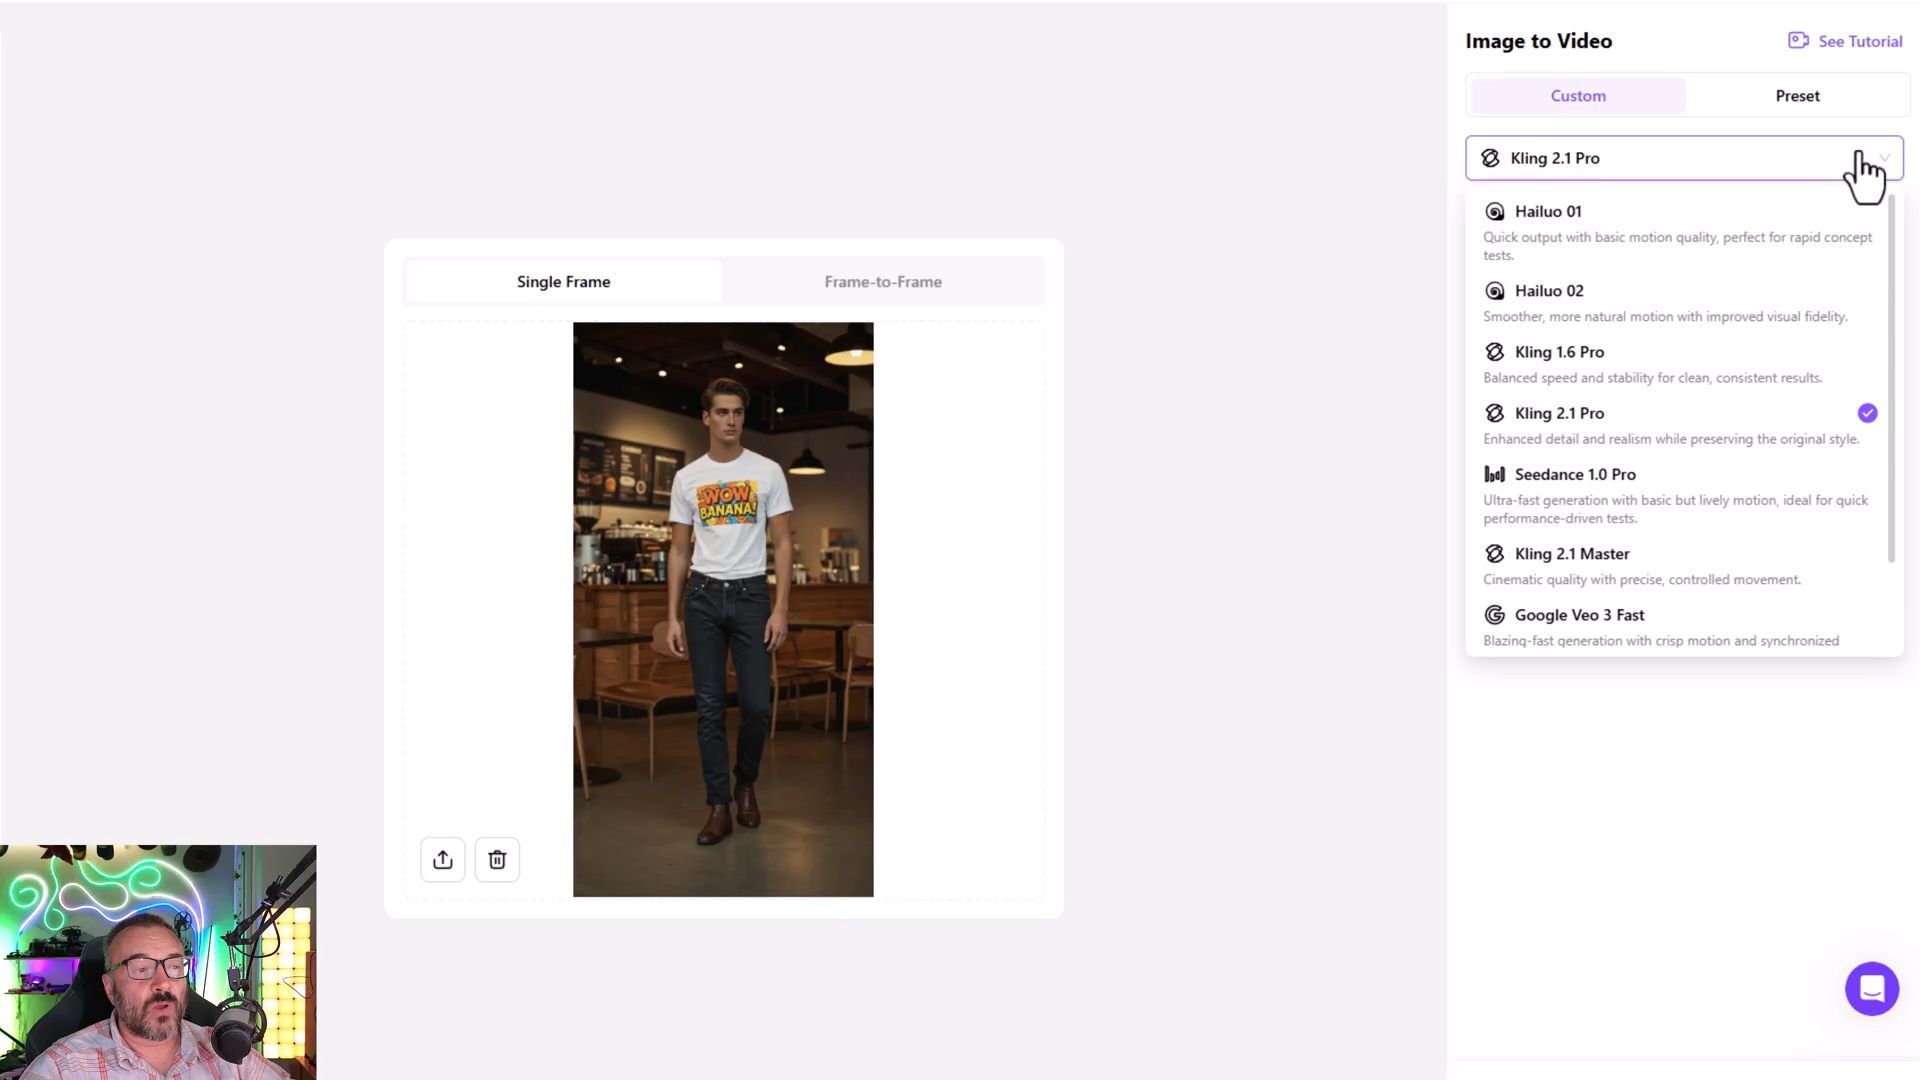 Image to Video
See Tutorial
Custom
Preset
Kling 2.1 Pro
Hailuo 01
Quick output with basic motion quality, perfect for rapid concept
tests.
Hailuo 02
Smoother, more natural motion with improved visual fidelity.
Kling 1.6 Pro
Balanced speed and stability for clean, consistent results.
Kling 2.1 Pro
Enhanced detail and realism while preserving the original style.
Seedance 1.0 Pro
Ultra-fast generation with basic but lively motion, ideal for quick
performance-driven tests.
Kling 2.1 Master
Cinematic quality with precise, controlled movement.
Google Veo 3 Fast
Blazing-fast generation with crisp motion and synchronized
Single Frame
Frame-to-Frame
WOW
BANANA!